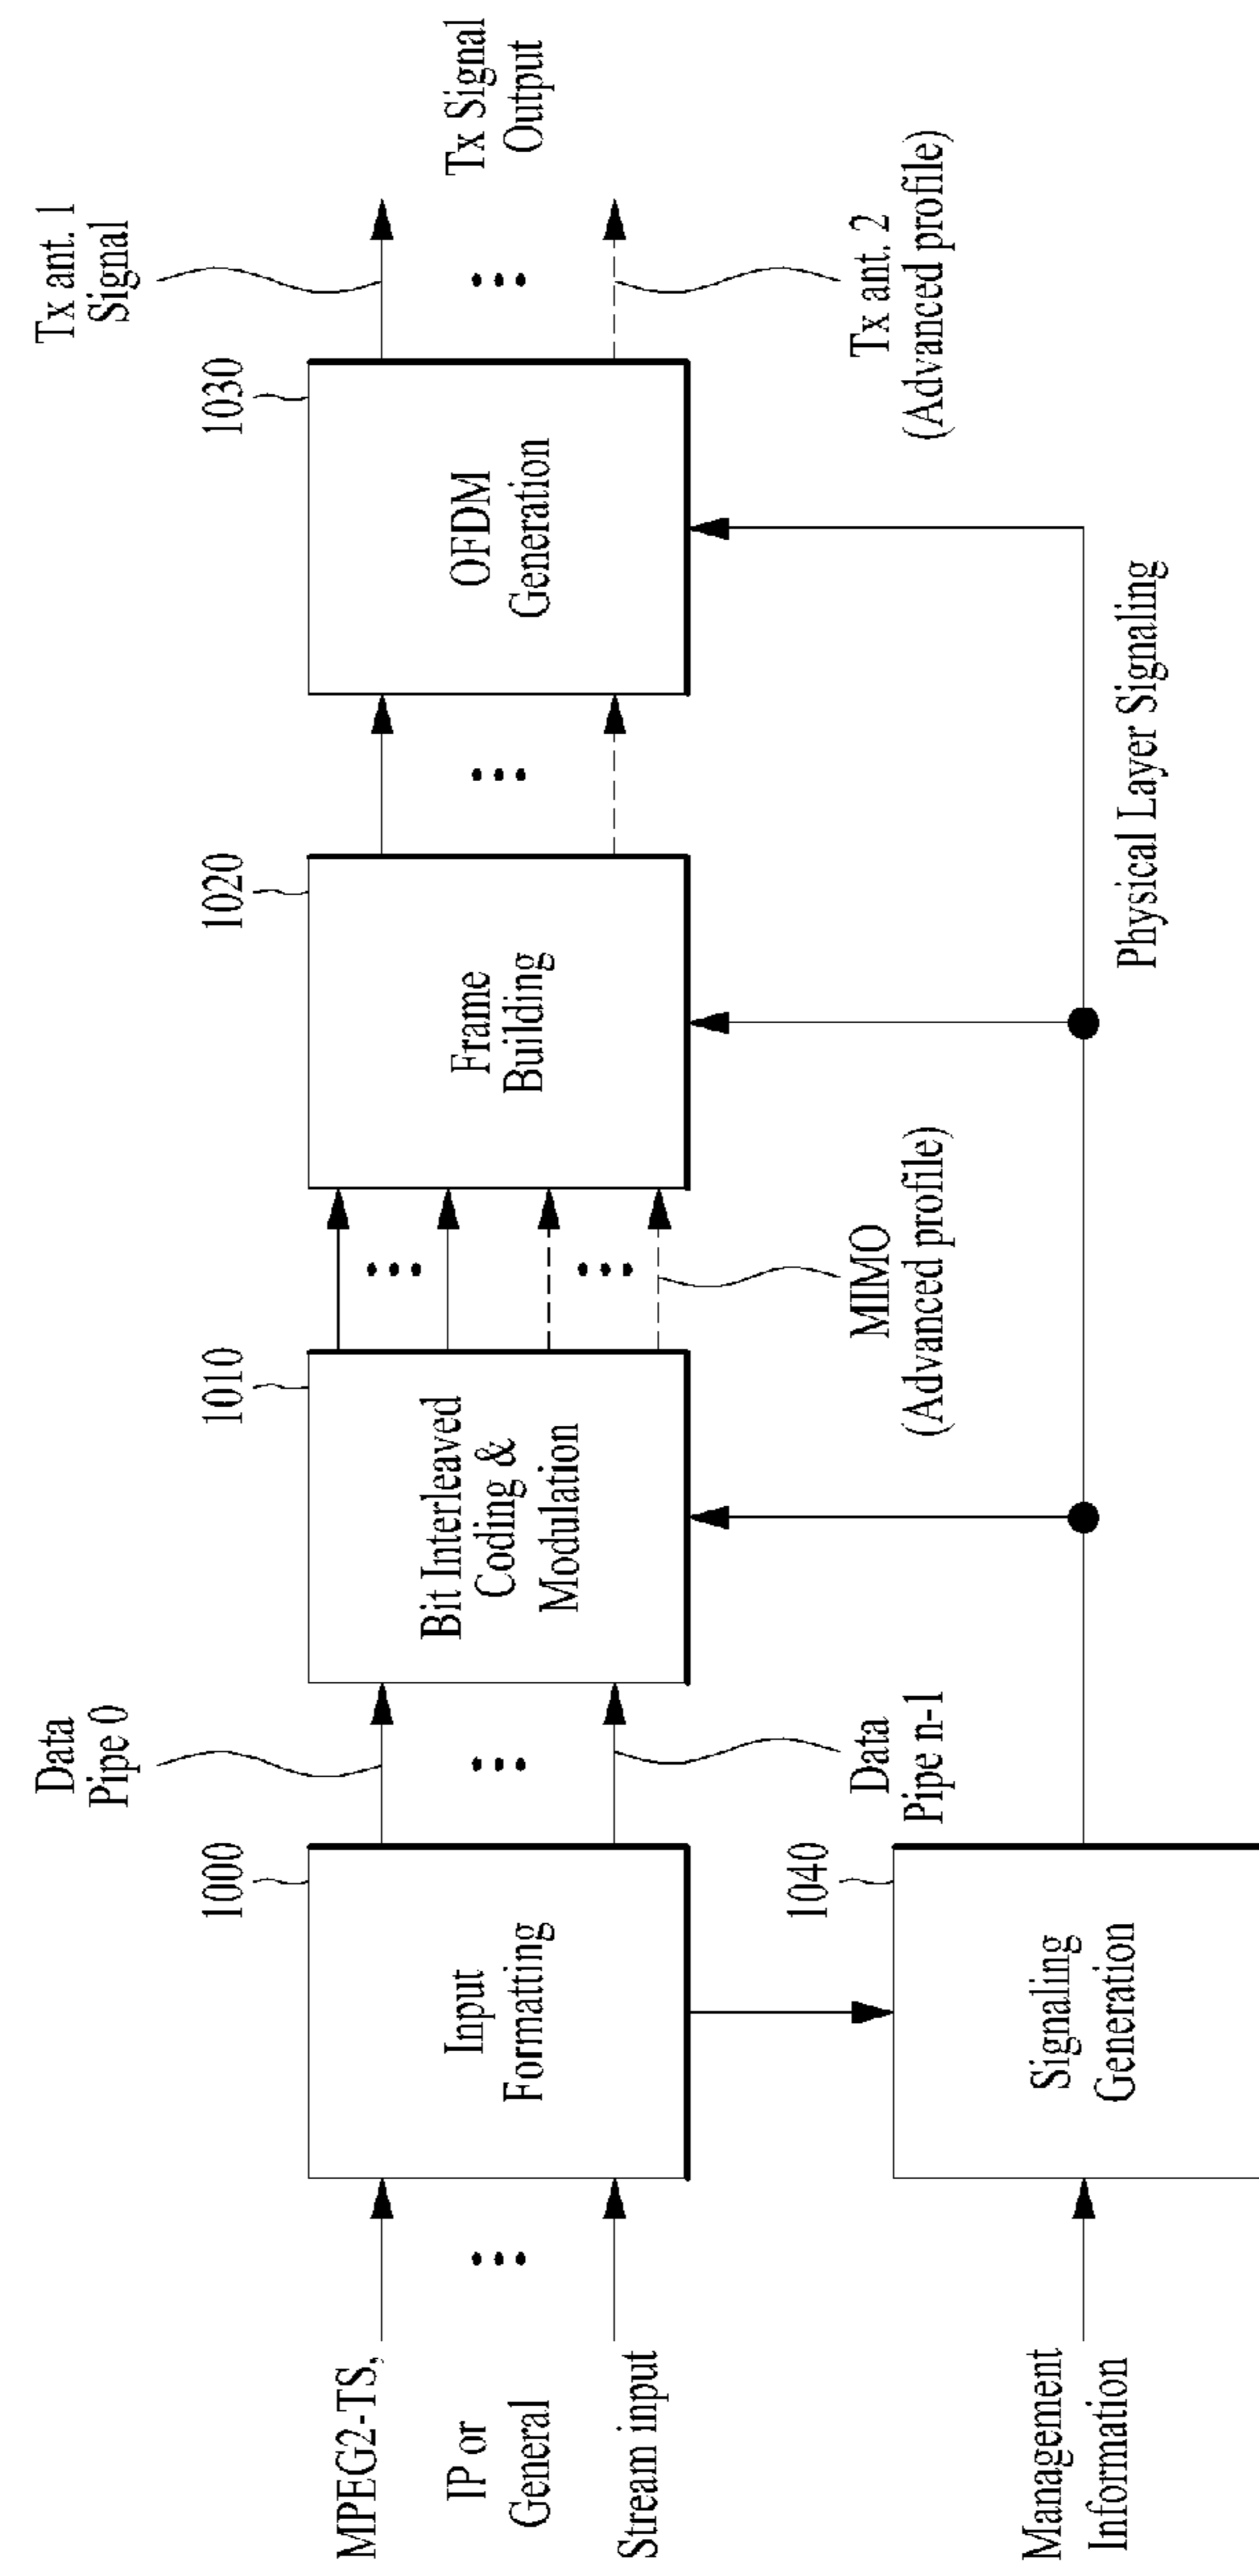 MPEG2-TS,
IP or
General
Stream input
Management
Information
1000
Input
Formatting
1040
Signaling
Generation
Data
Pipe 0
Data
Pipe n-1
1010
Bit Interleaved
Coding &
Modulation
MIMO
(Advanced profile)
1020
Frame
Building
Physical Layer Signaling
1030
OFDM
Generation
Tx ant. 1
Signal
Tx ant. 2
(Advanced profile)
Tx Signal
Output